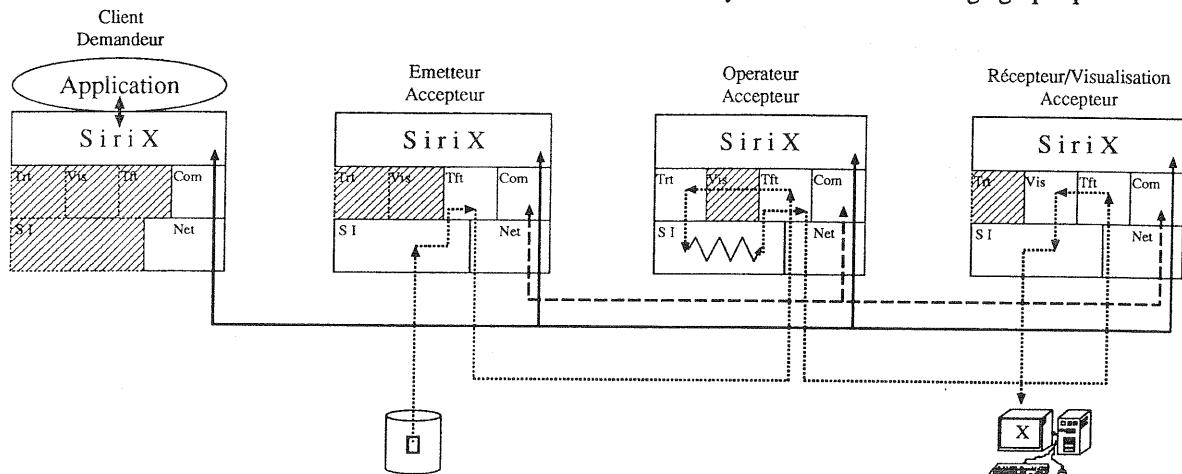 Client
Demandeur
Application
SiriX
Trt Vis Tft Com
S I Net
Emetteur
Accepteur
SiriX
Trt Vis Tft Com
S I Net
Operateur
Accepteur
SiriX
Trt Vis Tft Com
S I Net
Récepteur/Visualisation
Accepteur
SiriX
Trt Vis Tft Com
S I Net
X